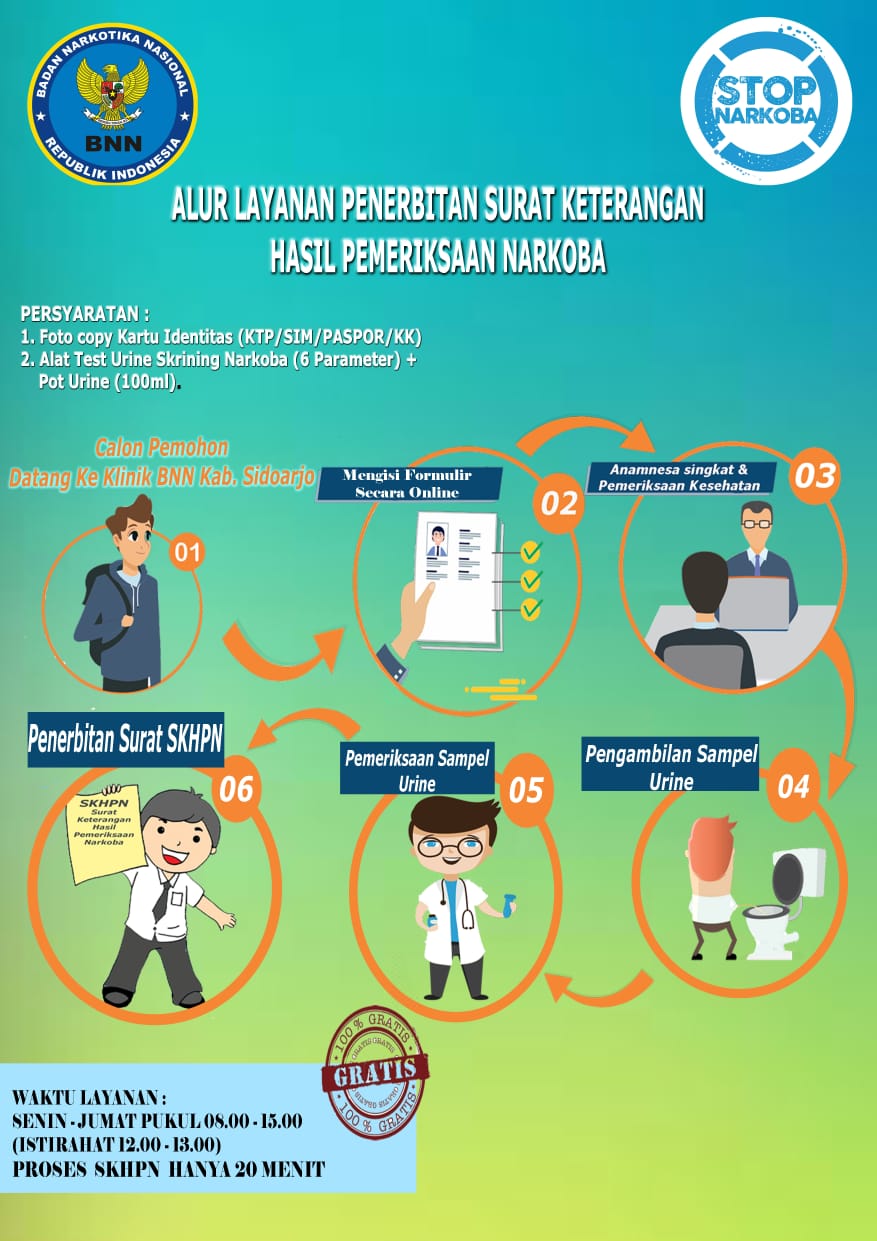 BADAN NARKOTIKA NASIONAL
BNN
REPUBLIK INDONESIA
STOP
NARKOBA
ALUR LAYANAN PENERBITAN SURAT KETERANGAN
HASIL PEMERIKSAAN NARKOBA
PERSYARATAN :
1. Foto copy Kartu Identitas (KTP/SIM/PASPOR/KK)
2. Alat Test Urine Skrining Narkoba (6 Parameter) +
Pot Urine (100ml).
Calon Pemohon
Datang Ke Klinik BNN Kab. Sidoarjo
01
Mengisi Formulir
Secara Online
02
Anamnesa singkat &
Pemeriksaan Kesehatan
03
Pengambilan Sampel
Urine
04
Pemeriksaan Sampel
Urine
05
Penerbitan Surat SKHPN
06
SKHPN
Surat
Keterangan
Hasil
Pemeriksaan
Narkoba
100 % GRATIS
GRATIS GRATIS
GRATIS
GRATIS GRATIS
100 % GRATIS
WAKTU LAYANAN :
SENIN - JUMAT PUKUL 08.00 - 15.00
(ISTIRAHAT 12.00 - 13.00)
PROSES SKHPN HANYA 20 MENIT